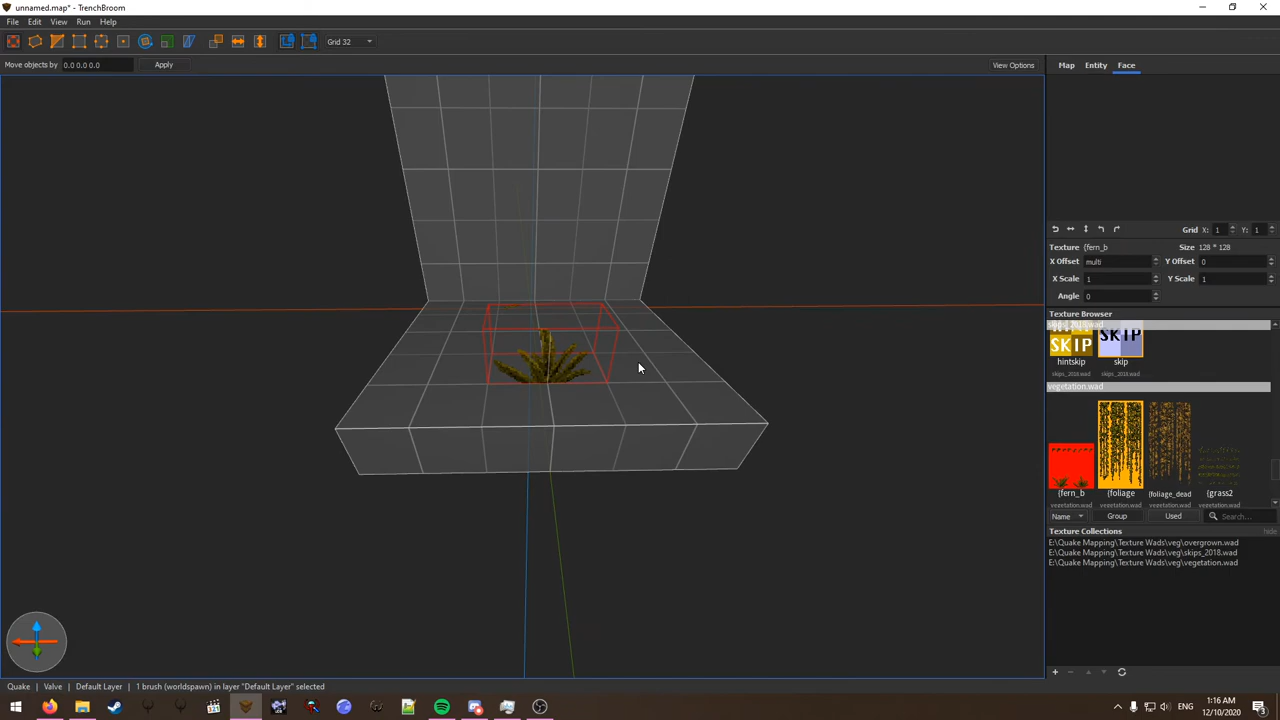 unnamed.map* - TrenchBroom
File Edit View Run Help
Grid 32
Move objects by 0.0 0.0 0.0 Apply View Options
Map Entity Face
Grid X: 1 Y: 1
Texture {fern_b Size 128 * 128
X Offset multi Y Offset 0
X Scale 1 Y Scale 1
Angle 0
Texture Browser
skips_2018.wad
SKIP SKIP
hintskip skip
skips_2018.wad skips_2018.wad
vegetation.wad
{fern_b {foliage {foliage_dead {grass2
vegetation.wad vegetation.wad vegetation.wad vegetation.wad
Name Group Used Search...
Texture Collections hide
E:\Quake Mapping\Texture Wads\veg\overgrown.wad
E:\Quake Mapping\Texture Wads\veg\skips_2018.wad
E:\Quake Mapping\Texture Wads\veg\vegetation.wad
Quake Valve Default Layer 1 brush (worldspawn) in layer "Default Layer" selected
ENG
1:16 AM
12/10/2020
3